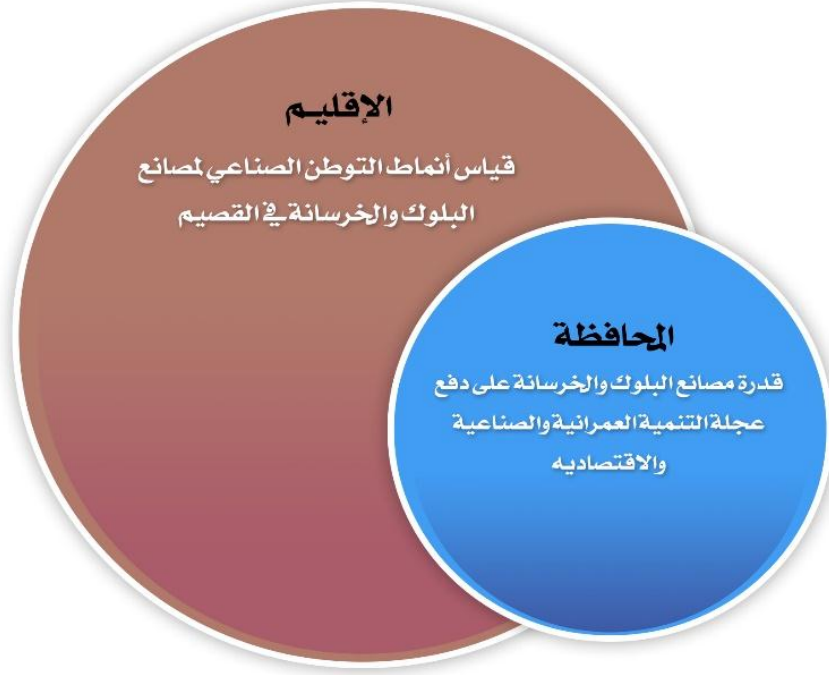 الإقليم
قياس أنماط التوطن الصناعي لمصانع
البلوك والخرسانة في القصيم
المحافظة
قدرة مصانع البلوك والخرسانة على دفع
عجلة التنمية العمرانية والصناعية
والاقتصاديه